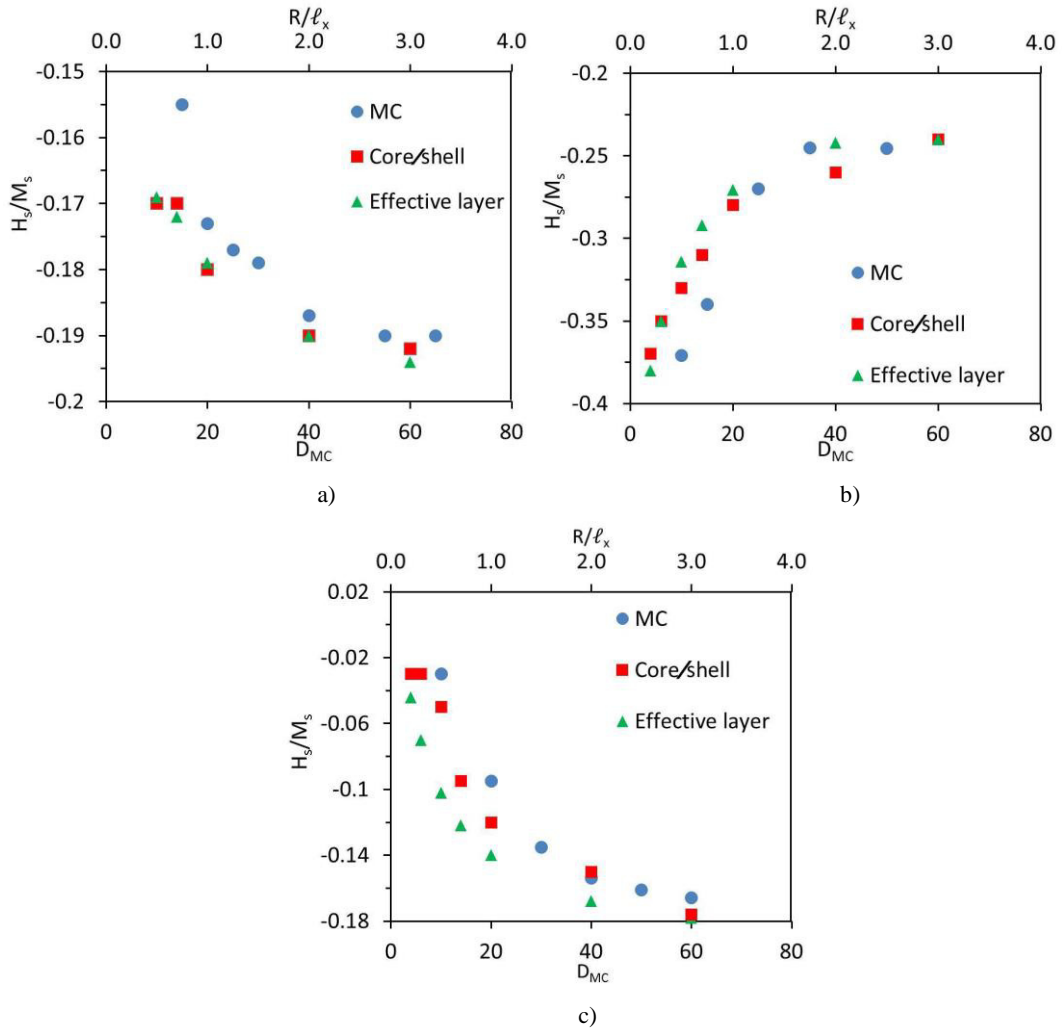 R/ℓx
0.0 1.0 2.0 3.0 4.0
-0.15
-0.16
-0.17
-0.18
-0.19
-0.2
Hs/Ms
MC
Core/shell
Effective layer
0 20 40 60 80
DMC
a)
R/ℓx
0.0 1.0 2.0 3.0 4.0
-0.2
-0.25
-0.3
-0.35
-0.4
Hs/Ms
MC
Core/shell
Effective layer
0 20 40 60 80
DMC
b)
R/ℓx
0.0 1.0 2.0 3.0 4.0
0.02
-0.02
-0.06
-0.1
-0.14
-0.18
Hs/Ms
MC
Core/shell
Effective layer
0 20 40 60 80
DMC
c)